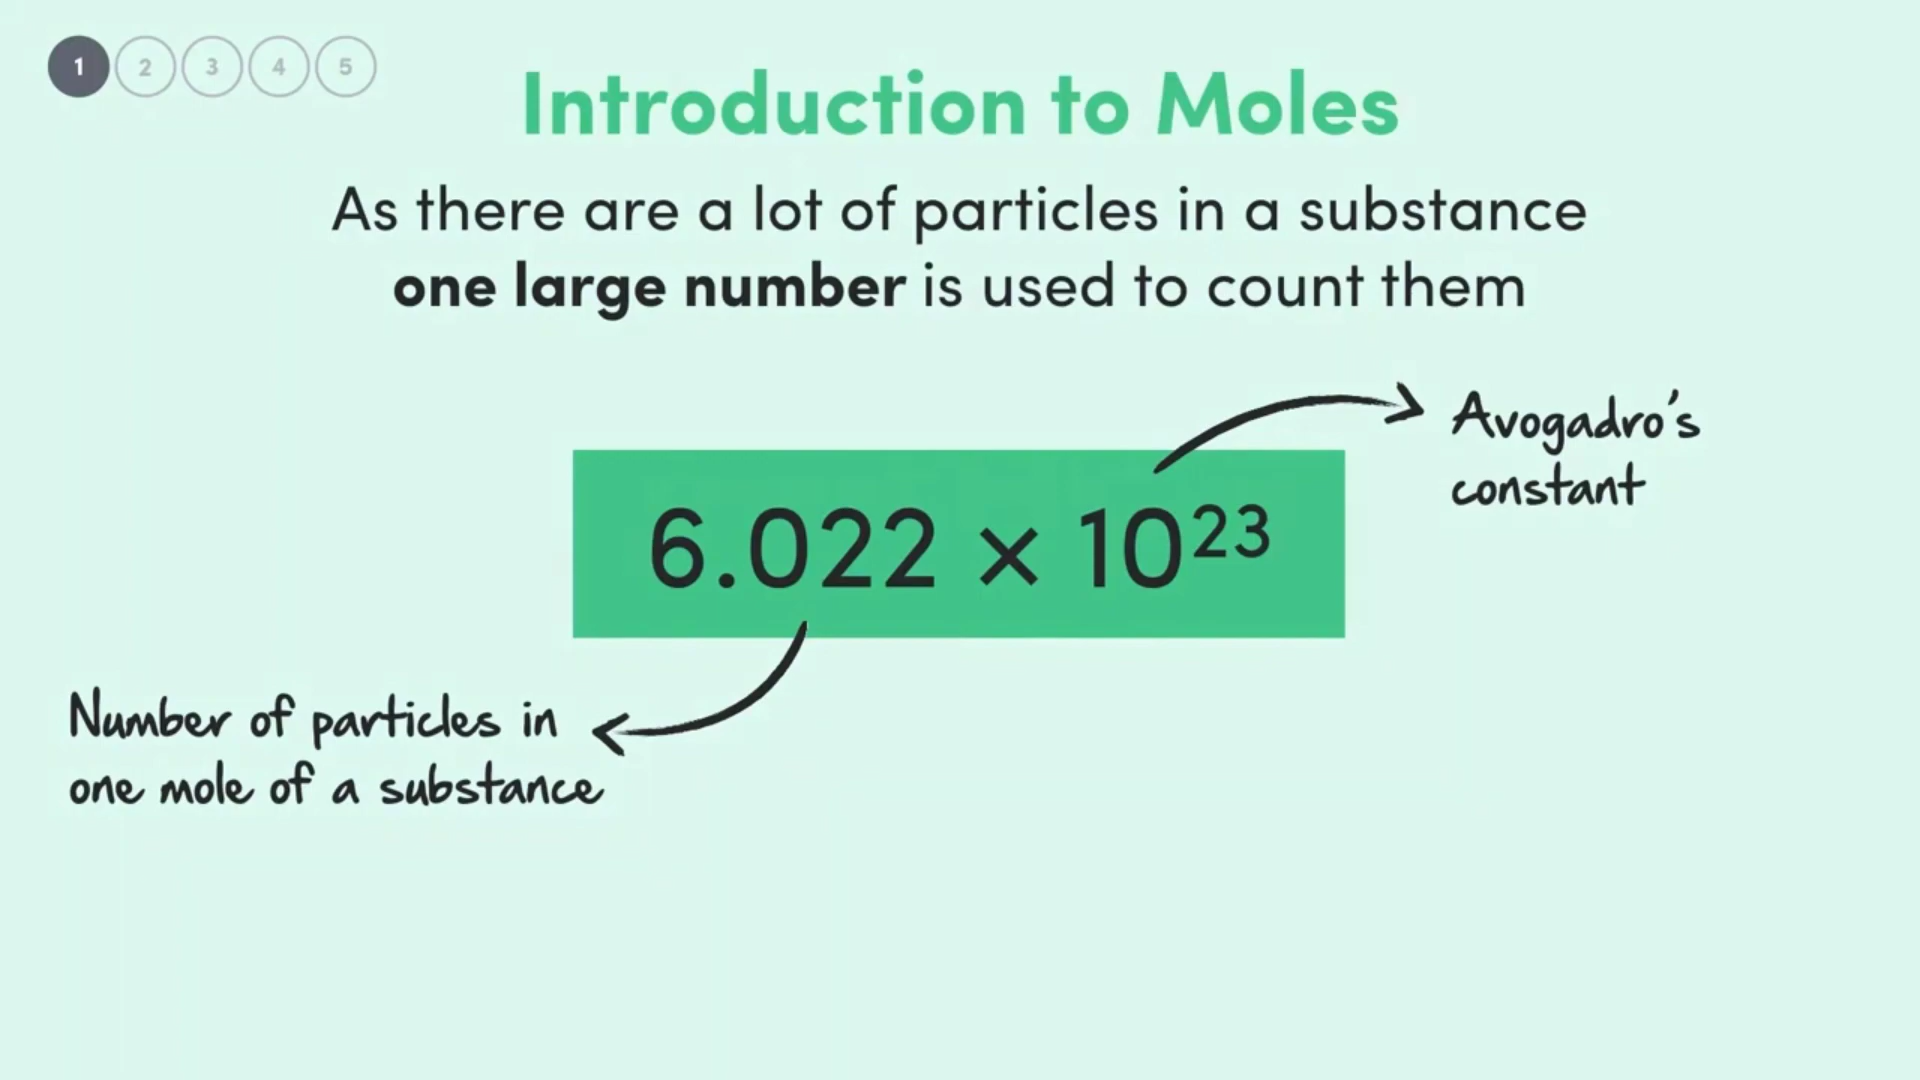 1 2 3 4 5
Introduction to Moles
As there are a lot of particles in a substance
one large number is used to count them
Avogadro's
constant
6.022 × 10²³
Number of particles in
one mole of a substance